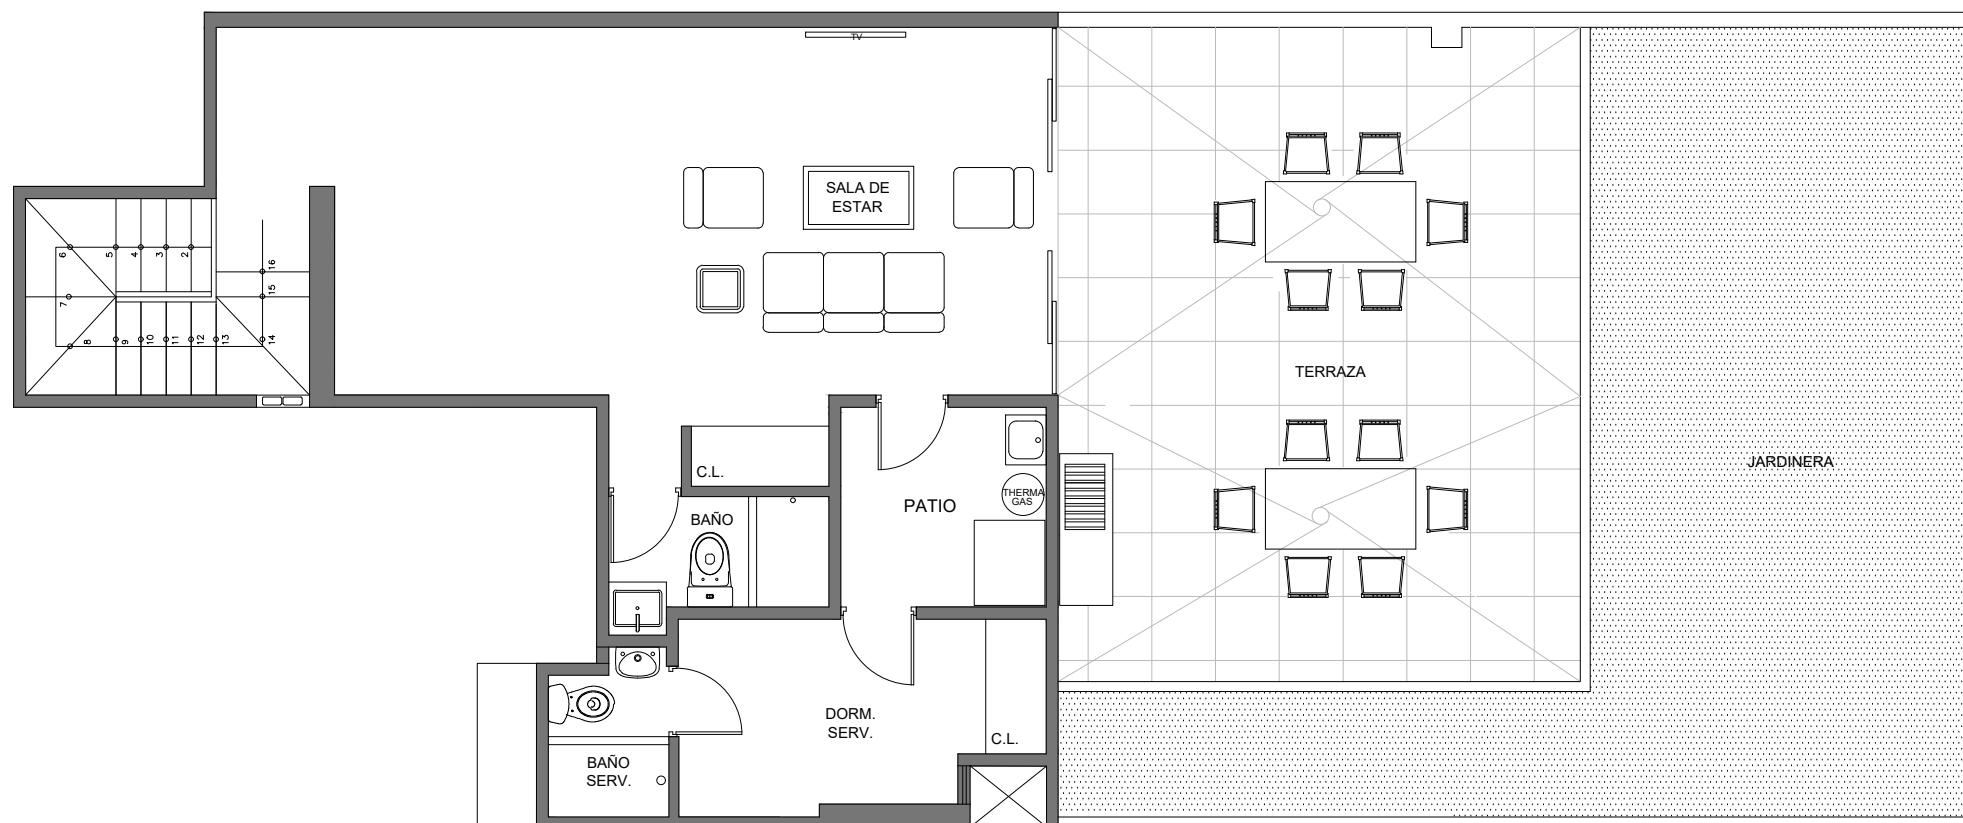 TV
SALA DE
ESTAR
6
5
4
3
2
16
15
7
8
9
10
11
12
13
14
TERRAZA
JARDINERA
C.L.
THERMA
GAS
PATIO
BAÑO
DORM.
SERV.
C.L.
BAÑO
SERV.